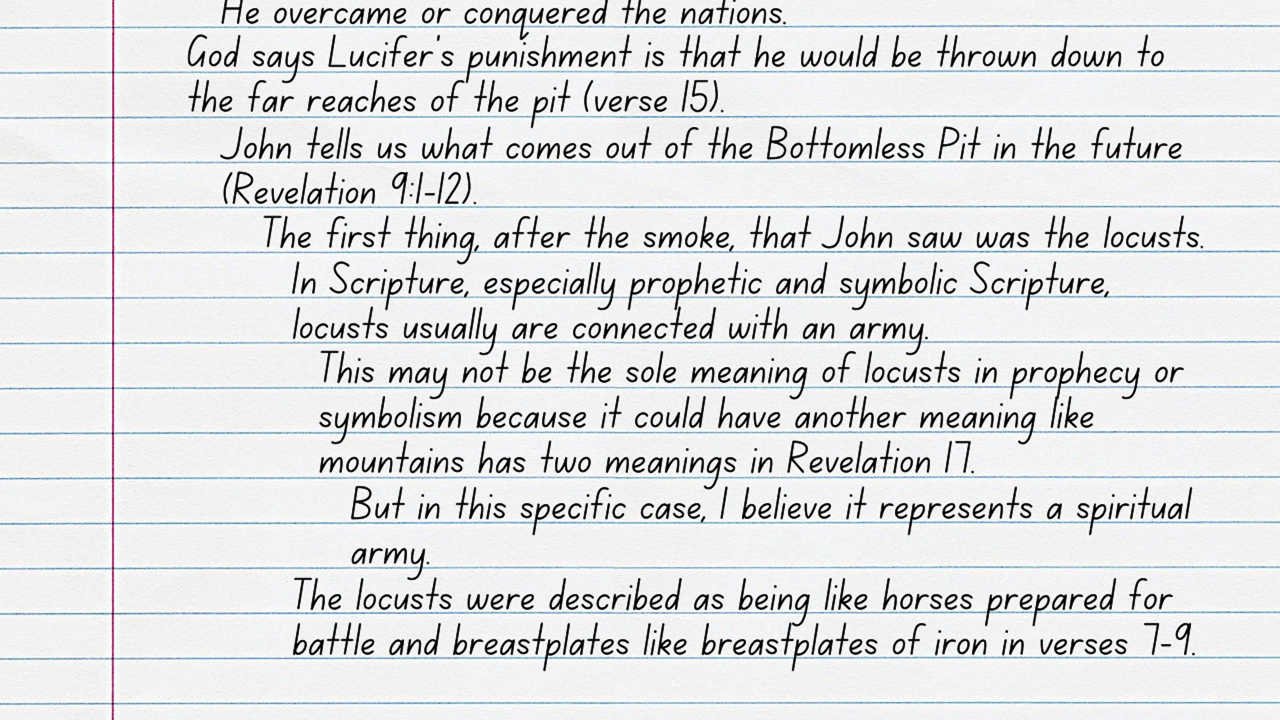 He overcame or conquered the nations.
God says Lucifer's punishment is that he would be thrown down to
the far reaches of the pit (verse 15).
John tells us what comes out of the Bottomless Pit in the future
(Revelation 9:1-12).
The first thing, after the smoke, that John saw was the locusts.
In Scripture, especially prophetic and symbolic Scripture,
locusts usually are connected with an army.
This may not be the sole meaning of locusts in prophecy or
symbolism because it could have another meaning like
mountains has two meanings in Revelation 17.
But in this specific case, I believe it represents a spiritual
army.
The locusts were described as being like horses prepared for
battle and breastplates like breastplates of iron in verses 7-9.